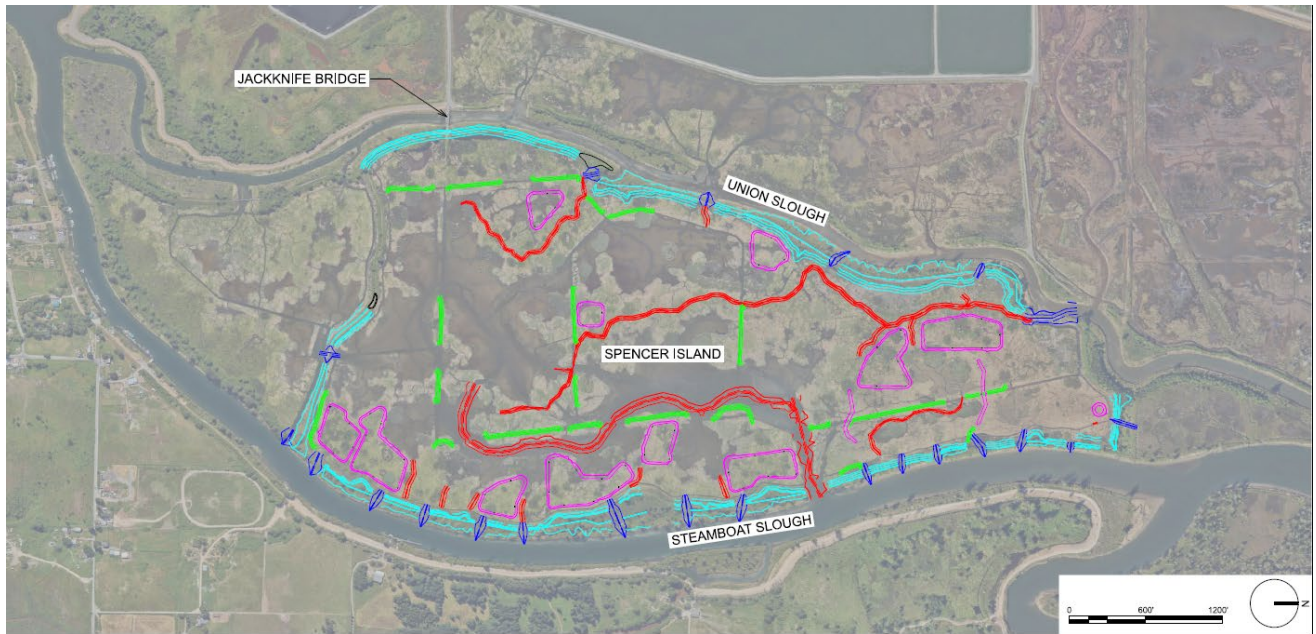 JACKKNIFE BRIDGE
UNION SLOUGH
SPENCER ISLAND
STEAMBOAT SLOUGH
0 600' 1200'
N